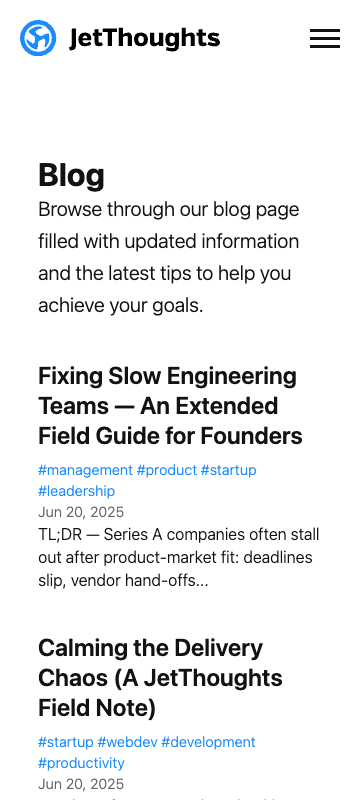 JetThoughts
Blog
Browse through our blog page
filled with updated information
and the latest tips to help you
achieve your goals.
Fixing Slow Engineering
Teams — An Extended
Field Guide for Founders
#management #product #startup
#leadership
Jun 20, 2025
TL;DR — Series A companies often stall
out after product-market fit: deadlines
slip, vendor hand-offs...
Calming the Delivery
Chaos (A JetThoughts
Field Note)
#startup #webdev #development
#productivity
Jun 20, 2025